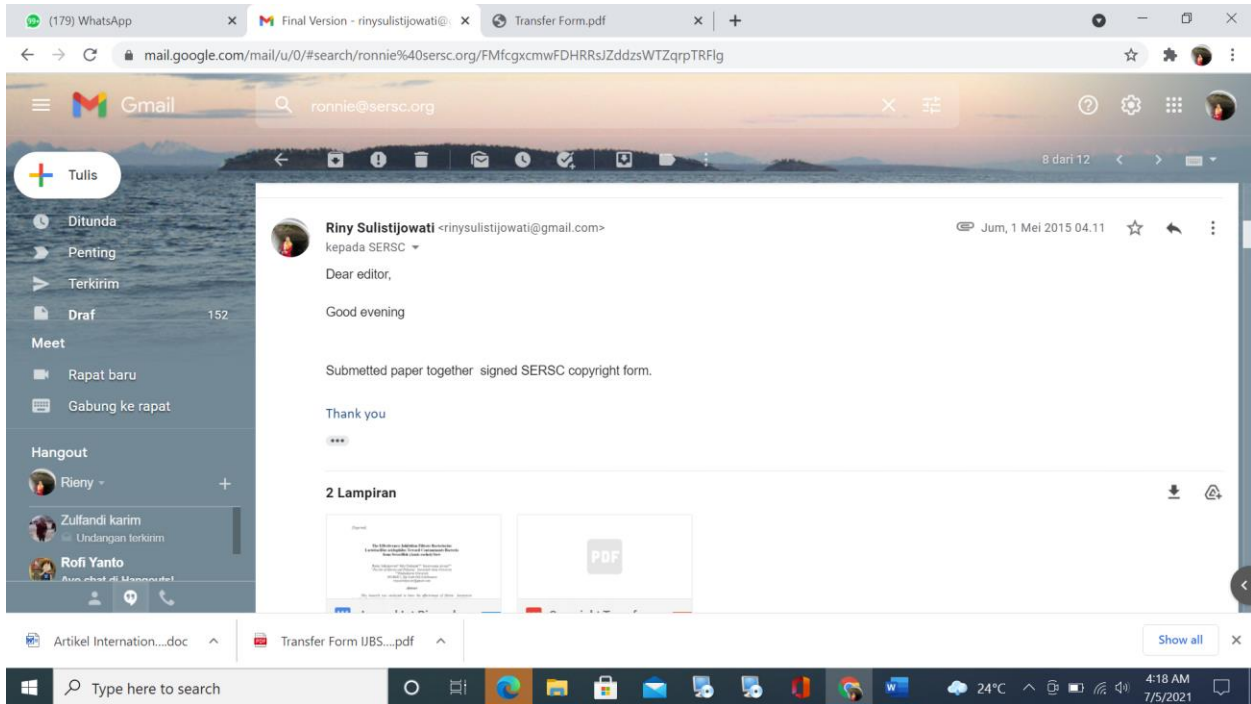 (179) WhatsApp
Final Version - rinysulistijowati@
Transfer Form.pdf
mail.google.com/mail/u/0/#search/ronnie%40sersc.org/FMfcgxcmwFDHRRsJZddzsWTZqrpTRFlg
Gmail
ronnie@sersc.org
8 dari 12
Tulis
Ditunda
Penting
Terkirim
Draf 152
Meet
Rapat baru
Gabung ke rapat
Hangout
Rieny
Zulfandi karim
Undangan terkirim
Rofi Yanto
Riny Sulistijowati <rinysulistijowati@gmail.com>
Jum, 1 Mei 2015 04.11
kepada SERSC
Dear editor,
Good evening
Submetted paper together signed SERSC copyright form.
Thank you
2 Lampiran
PDF
Artikel Internation....doc
Transfer Form IJBS....pdf
Show all
Type here to search
24°C
4:18 AM
7/5/2021